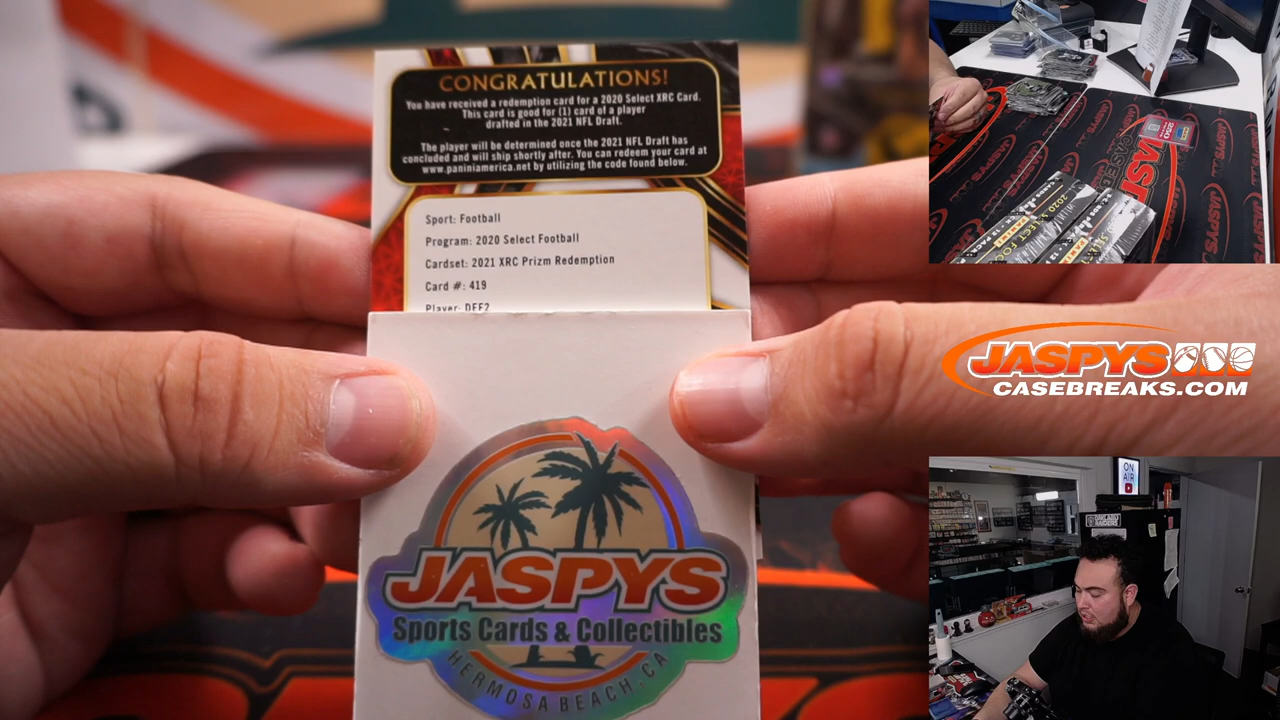 CONGRATULATIONS!
You have received a redemption card for a 2020 Select XRC Card.
This card is good for (1) card of a player
drafted in the 2021 NFL Draft.
The player will be determined once the 2021 NFL Draft has
concluded and will ship shortly after. You can redeem your card at
www.paniniamerica.net by utilizing the code found below.
Sport: Football
Program: 2020 Select Football
Cardset: 2021 XRC Prizm Redemption
Card #: 419
Player: DEF2
JASPYS
Sports Cards & Collectibles
HERMOSA BEACH, CA
JASPYS
CASEBREAKS.COM
ON
AIR